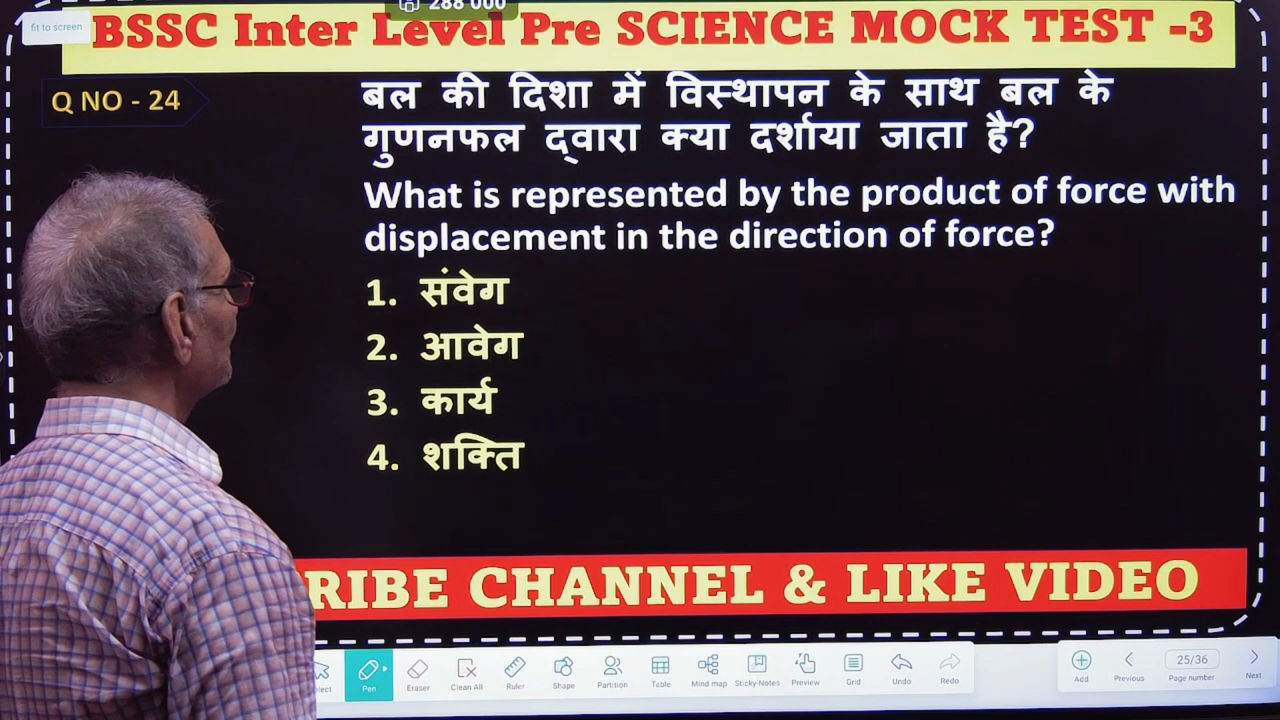 288 000
fit to screen
BSSC Inter Level Pre SCIENCE MOCK TEST -3
Q NO - 24
बल की दिशा में विस्थापन के साथ बल के
गुणनफल द्वारा क्या दर्शाया जाता है?
What is represented by the product of force with
displacement in the direction of force?
1. संवेग
2. आवेग
3. कार्य
4. शक्ति
RIBE CHANNEL & LIKE VIDEO
lect Pen Eraser Clean All Ruler Shape Partition Table Mind map Sticky-Notes Preview Grid Undo Redo
Add Previous 25/36 Page number Next